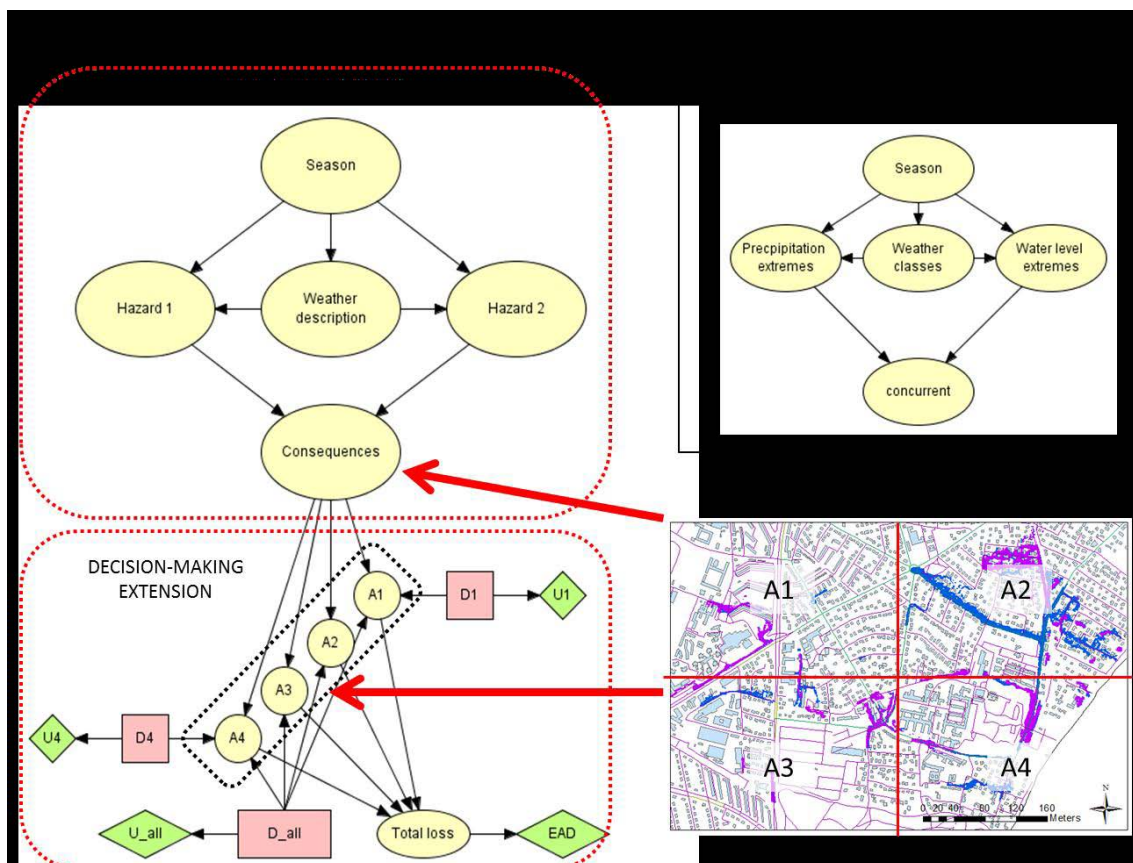 Season
Hazard 1
Weather
description
Hazard 2
Consequences
Season
Precpipitation
extremes
Weather
classes
Water level
extremes
concurrent
DECISION-MAKING
EXTENSION
A1
D1
U1
A2
A3
U4
D4
A4
U_all
D_all
Total loss
EAD
A1
A2
A3
A4
0 20 40 80 120 160
Meters